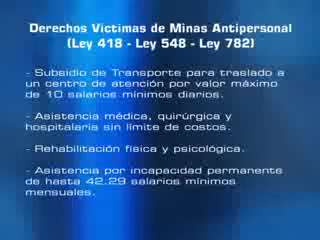 Derechos Víctimas de Minas Antipersonal
(Ley 418 - Ley 548 - Ley 782)
- Subsidio de Transporte para traslado a
un centro de atención por valor máximo
de 10 salarios mínimos diarios.
- Asistencia médica, quirúrgica y
hospitalaria sin límite de costos.
- Rehabilitación física y psicológica.
- Asistencia por incapacidad permanente
de hasta 42.29 salarios mínimos
mensuales.